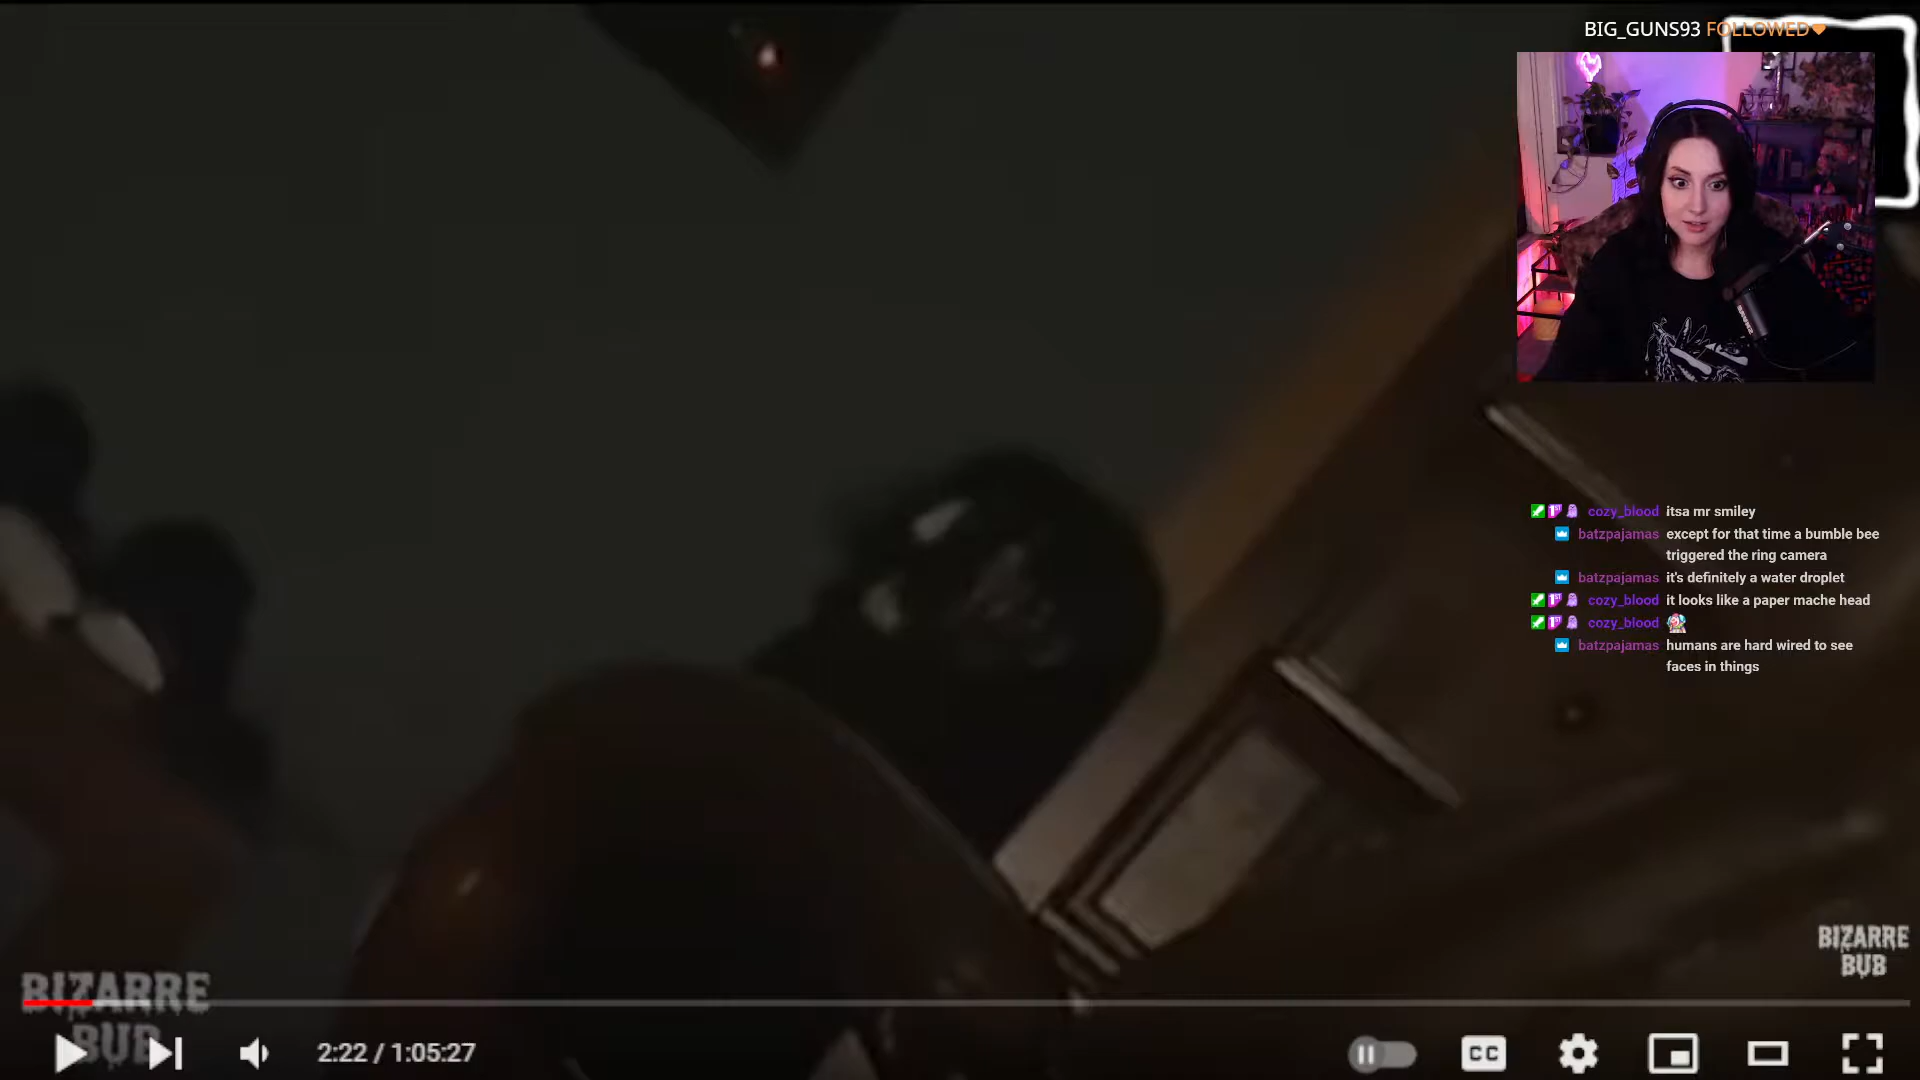 BIG_GUNS93 FOLLOWED
cozy_blood itsa mr smiley
batzpajamas except for that time a bumble bee
triggered the ring camera
batzpajamas it's definitely a water droplet
cozy_blood it looks like a paper mache head
cozy_blood
batzpajamas humans are hard wired to see
faces in things
BIZARRE
BUB
BIZARRE
BUB
2:22 / 1:05:27
CC